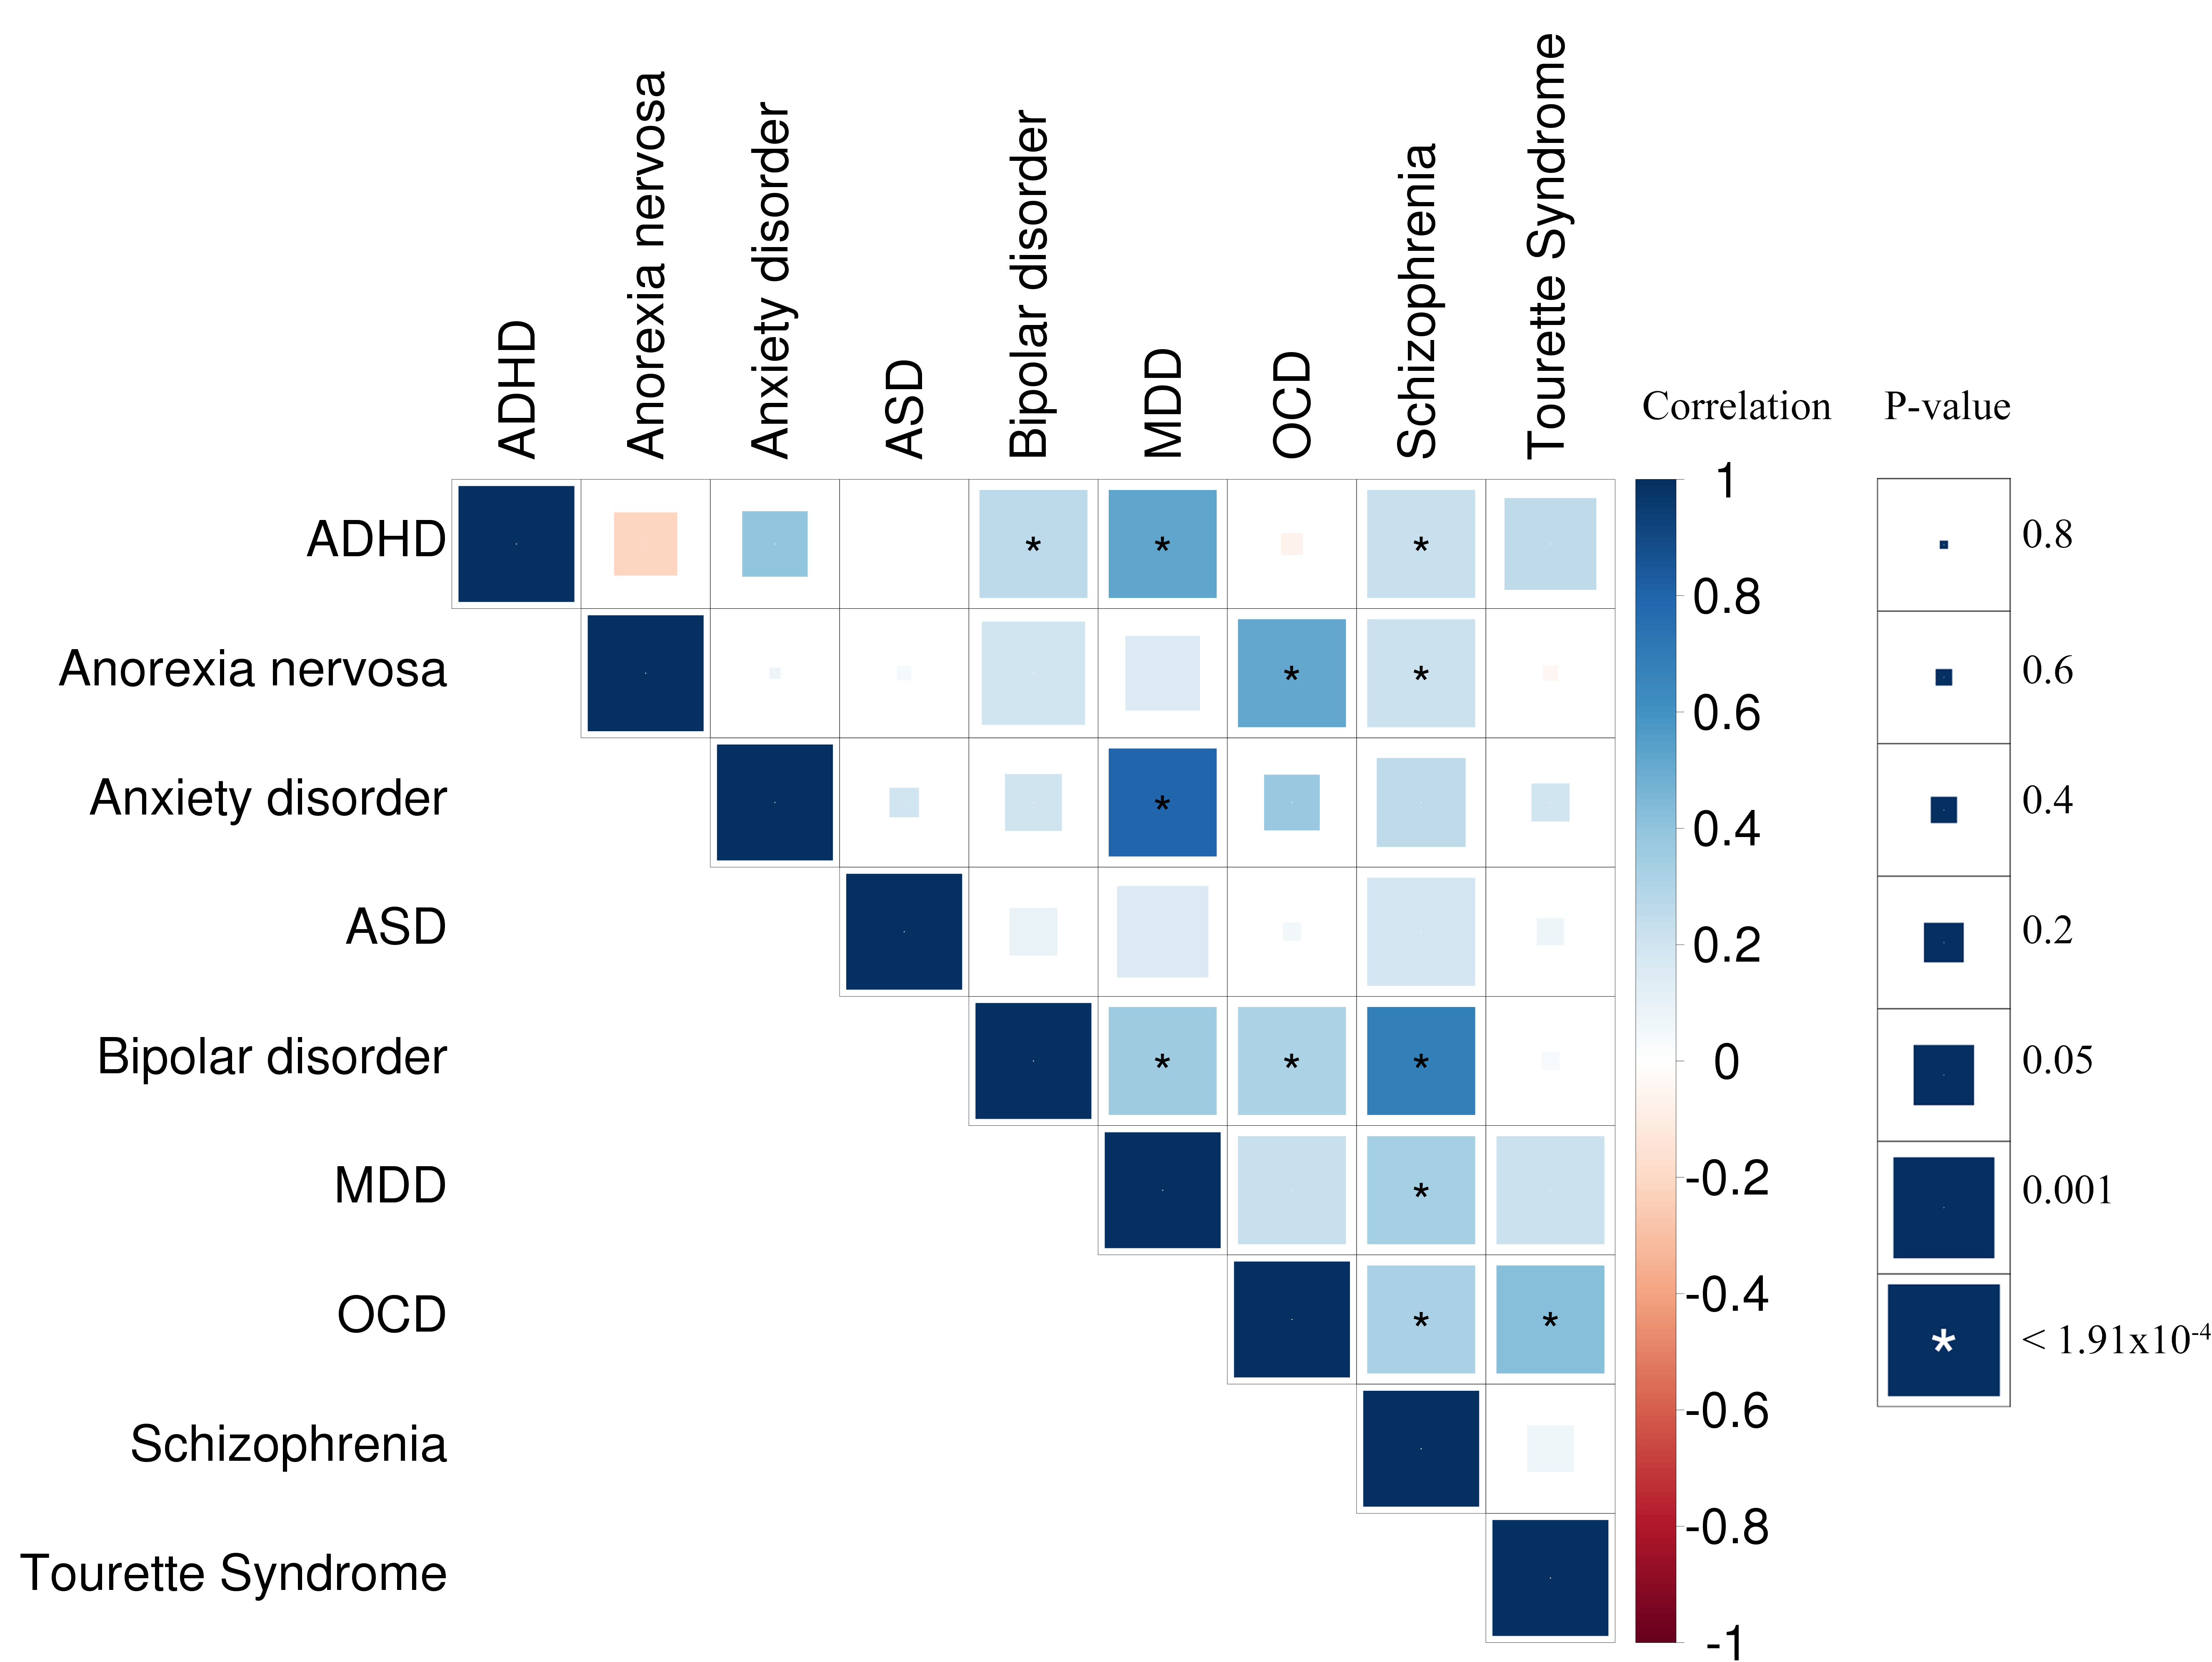 ADHD
Anorexia nervosa
Anxiety disorder
ASD
Bipolar disorder
MDD
OCD
Schizophrenia
Tourette Syndrome
Correlation
P-value
ADHD
* * *
Anorexia nervosa
* *
Anxiety disorder
*
ASD
Bipolar disorder
* * *
MDD
*
OCD
* *
Schizophrenia
Tourette Syndrome
1
0.8
0.6
0.4
0.2
0
-0.2
-0.4
-0.6
-0.8
-1
0.8
0.6
0.4
0.2
0.05
0.001
* < 1.91x10-4